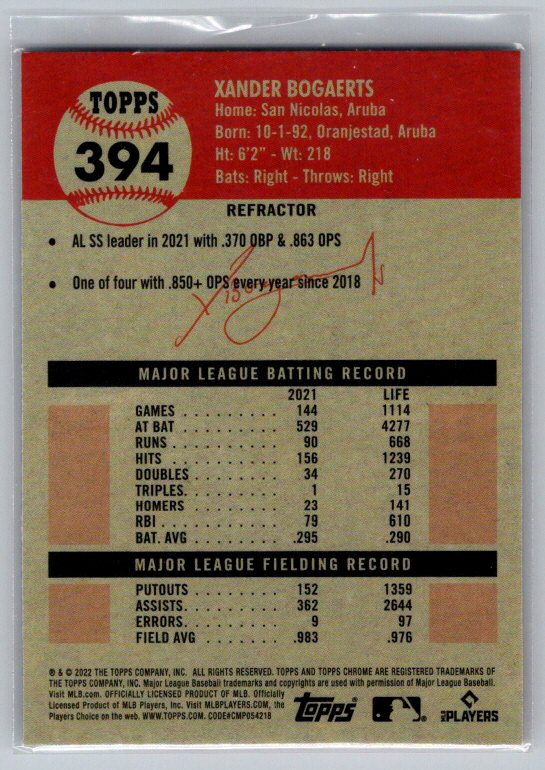 TOPPS
394
XANDER BOGAERTS
Home: San Nicolas, Aruba
Born: 10-1-92, Oranjestad, Aruba
Ht: 6'2" - Wt: 218
Bats: Right - Throws: Right
REFRACTOR
• AL SS leader in 2021 with .370 OBP & .863 OPS
• One of four with .850+ OPS every year since 2018
MAJOR LEAGUE BATTING RECORD
2021 LIFE
GAMES . . . . . . . . . 144 1114
AT BAT . . . . . . . . . 529 4277
RUNS . . . . . . . . . . 90 668
HITS . . . . . . . . . . 156 1239
DOUBLES . . . . . . . . 34 270
TRIPLES. . . . . . . . . 1 15
HOMERS . . . . . . . . 23 141
RBI . . . . . . . . . . . 79 610
BAT. AVG . . . . . . . . .295 .290
MAJOR LEAGUE FIELDING RECORD
PUTOUTS . . . . . . . . 152 1359
ASSISTS. . . . . . . . . 362 2644
ERRORS. . . . . . . . . 9 97
FIELD AVG . . . . . . . .983 .976
® & © 2022 THE TOPPS COMPANY, INC. ALL RIGHTS RESERVED. TOPPS AND TOPPS CHROME ARE REGISTERED TRADEMARKS OF
THE TOPPS COMPANY, INC. Major League Baseball trademarks and copyrights are used with permission of Major League Baseball.
Visit MLB.com. OFFICIALLY LICENSED PRODUCT OF MLB. Officially
Licensed Product of MLB Players, Inc. Visit MLBPLAYERS.COM, the
Players Choice on the web. WWW.TOPPS.COM. CODE#CMP054218
Topps
MLB PLAYERS